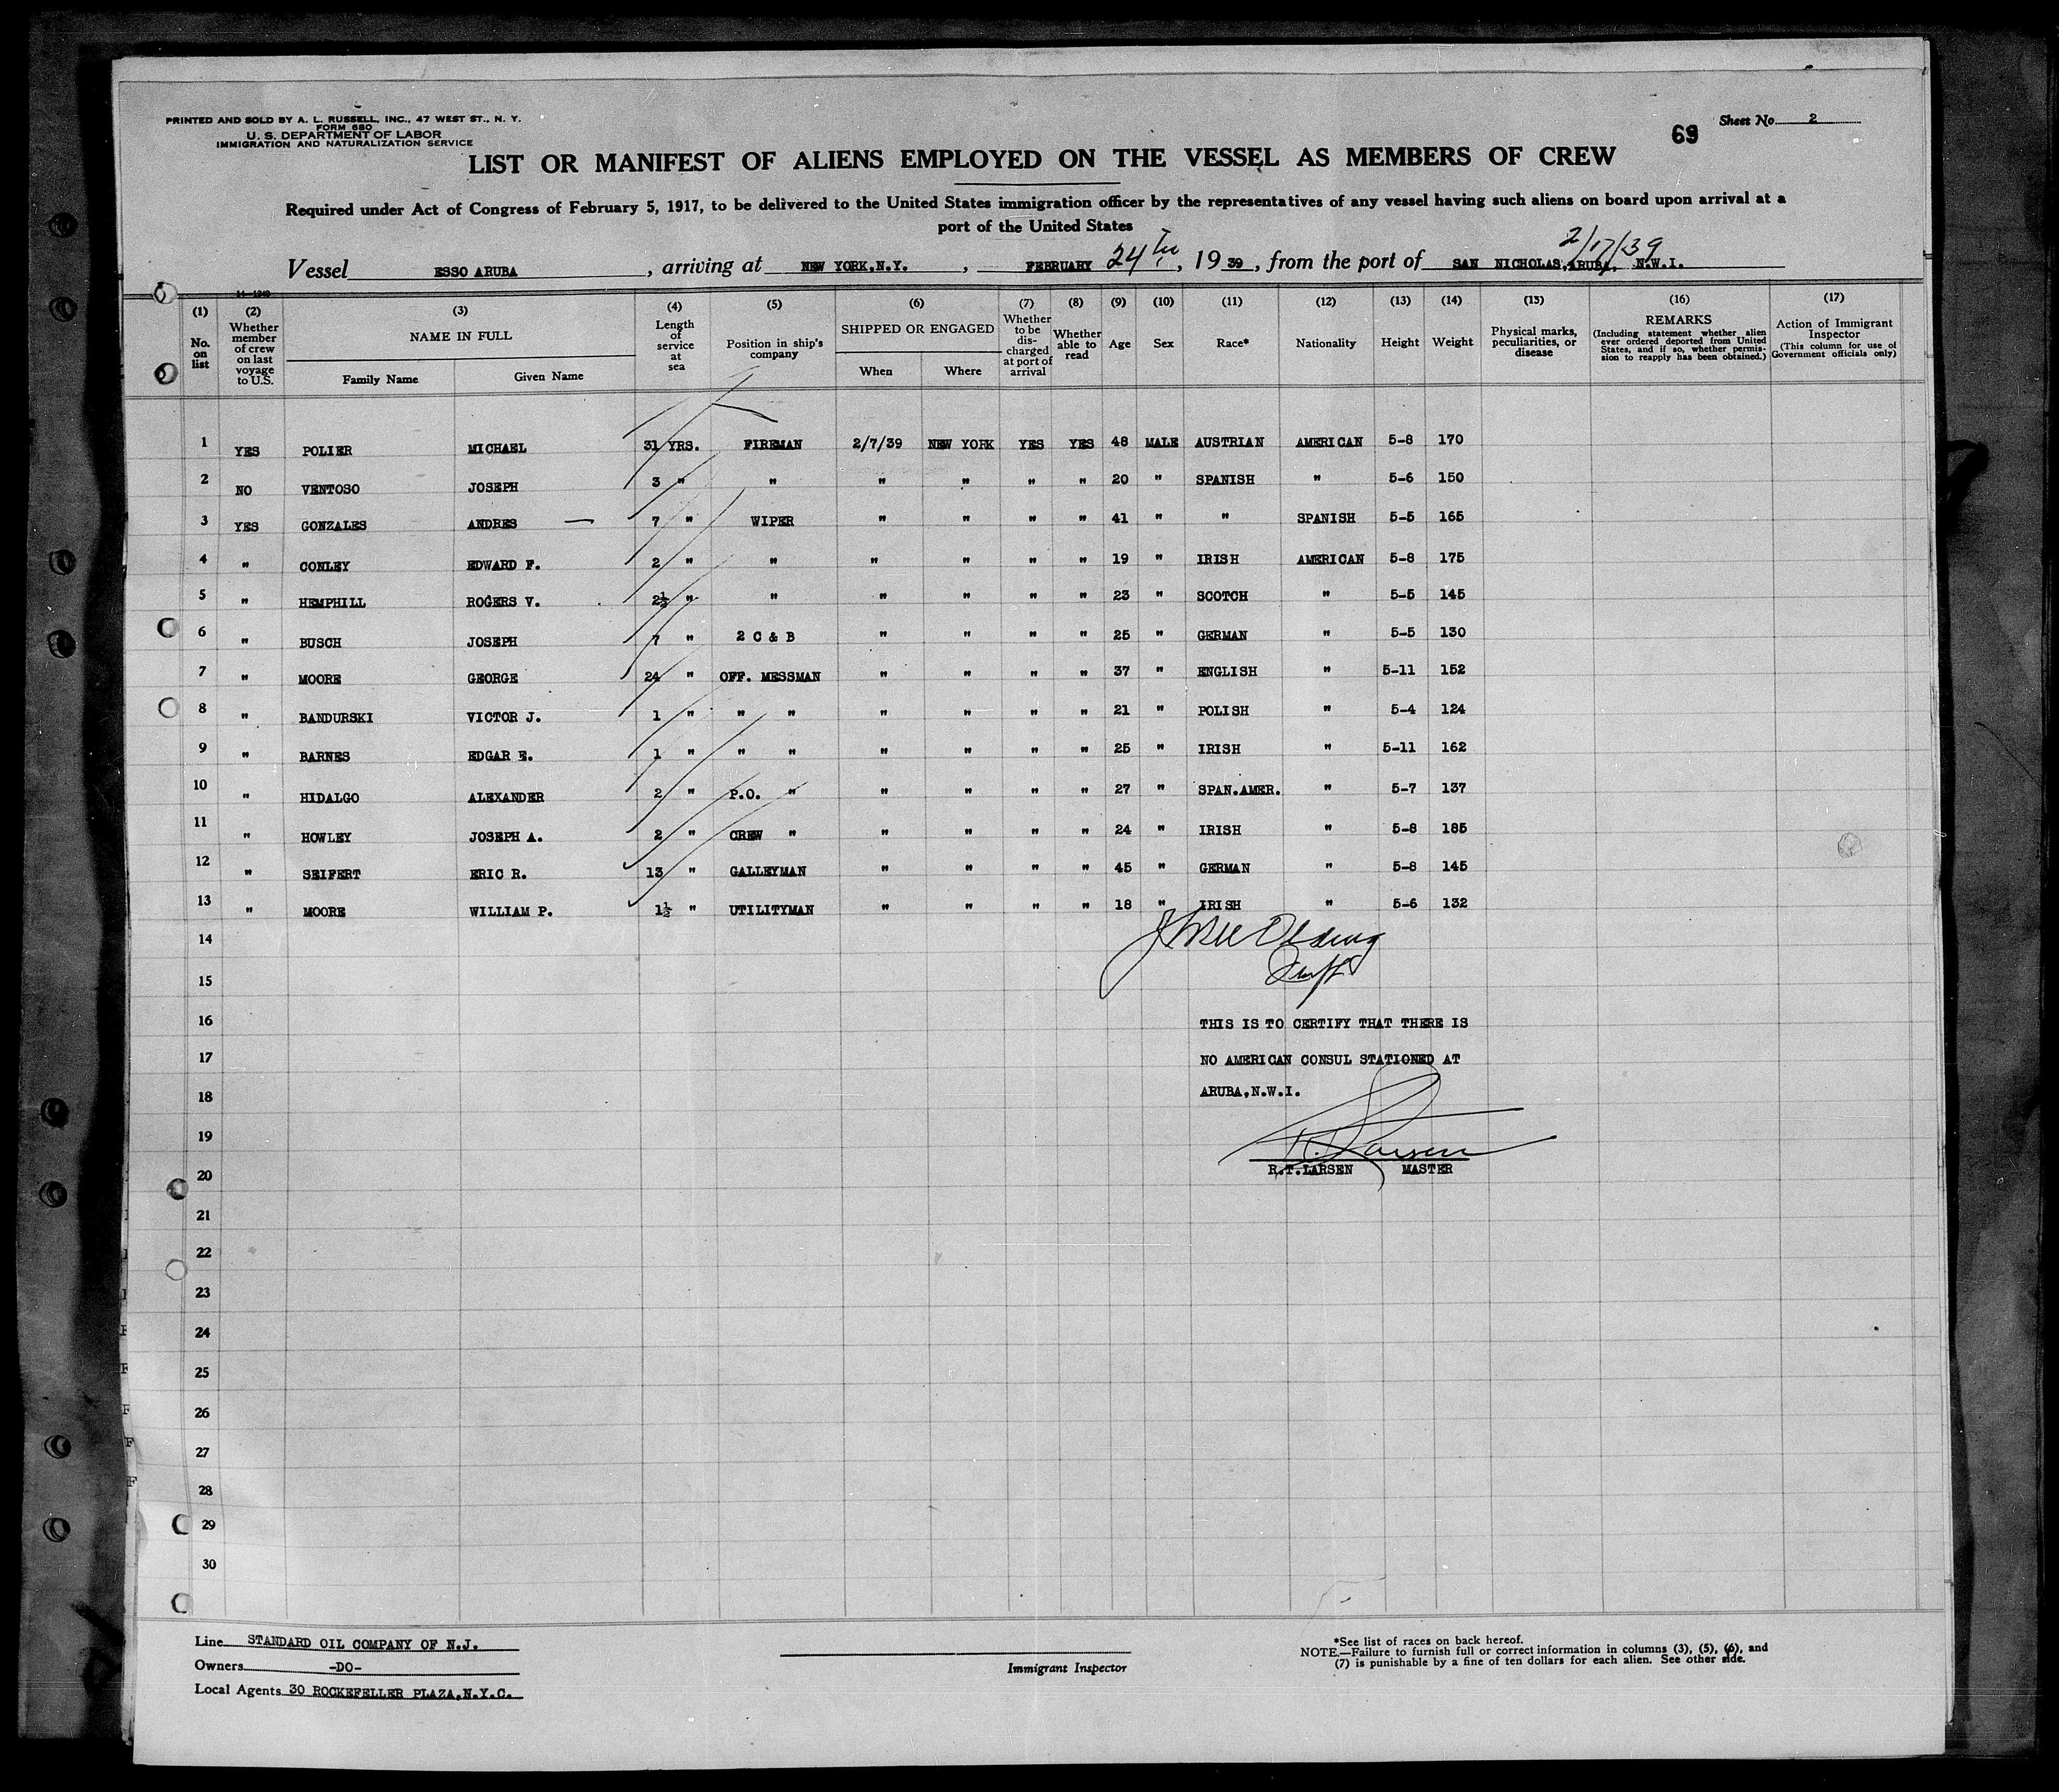 PRINTED AND SOLD BY A. L. RUSSELL, INC., 47 WEST ST., N. Y.
FORM 680
U. S. DEPARTMENT OF LABOR
IMMIGRATION AND NATURALIZATION SERVICE
69
Sheet No. 2
LIST OR MANIFEST OF ALIENS EMPLOYED ON THE VESSEL AS MEMBERS OF CREW
Required under Act of Congress of February 5, 1917, to be delivered to the United States immigration officer by the representatives of any vessel having such aliens on board upon arrival at a
port of the United States
2/17/39
Vessel ESSO ARUBA, arriving at NEW YORK,N.Y., FEBRUARY 24th, 1939, from the port of SAN NICHOLAS,ARUBA, N.W.I.
14-1240
(1) No. on list
(2) Whether member of crew on last voyage to U.S.
(3) NAME IN FULL
Family Name
Given Name
(4) Length of service at sea
(5) Position in ship's company
(6) SHIPPED OR ENGAGED
When
Where
(7) Whether to be dis-charged at port of arrival
(8) Whether able to read
(9) Age
(10) Sex
(11) Race*
(12) Nationality
(13) Height
(14) Weight
(15) Physical marks, peculiarities, or disease
(16) REMARKS (Including statement whether alien ever ordered deported from United States, and if so, whether permis-sion to reapply has been obtained.)
(17) Action of Immigrant Inspector (This column for use of Government officials only)
1 YES POLIER MICHAEL 31 YRS. FIREMAN 2/7/39 NEW YORK YES YES 48 MALE AUSTRIAN AMERICAN 5-8 170
2 NO VENTOSO JOSEPH 3 " " " " " " 20 " SPANISH " 5-6 150
3 YES GONZALES ANDRES — 7 " WIPER " " " " 41 " " SPANISH 5-5 165
4 " CONLEY EDWARD F. 2 " " " " " " 19 " IRISH AMERICAN 5-8 175
5 " HEMPHILL ROGERS V. 2½ " " " " " " 23 " SCOTCH " 5-5 145
6 " BUSCH JOSEPH 7 " 2 C & B " " " " 25 " GERMAN " 5-5 130
7 " MOORE GEORGE 24 " OFF. MESSMAN " " " " 37 " ENGLISH " 5-11 152
8 " BANDURSKI VICTOR J. 1 " " " " " " " 21 " POLISH " 5-4 124
9 " BARNES EDGAR E. 1 " " " " " " " 25 " IRISH " 5-11 162
10 " HIDALGO ALEXANDER 2 " P.O. " " " " " 27 " SPAN.AMER. " 5-7 137
11 " HOWLEY JOSEPH A. 2 " CREW " " " " " 24 " IRISH " 5-8 185
12 " SEIFERT ERIC R. 13 " GALLEYMAN " " " " 45 " GERMAN " 5-8 145
13 " MOORE WILLIAM P. 1½ " UTILITYMAN " " " " 18 " IRISH " 5-6 132
14
15
16 THIS IS TO CERTIFY THAT THERE IS
17 NO AMERICAN CONSUL STATIONED AT
18 ARUBA,N.W.I.
19
20 R.T.LARSEN MASTER
21
22
23
24
25
26
27
28
29
30
Line STANDARD OIL COMPANY OF N.J.
Owners -DO-
Local Agents 30 ROCKEFELLER PLAZA,N.Y.C.
Immigrant Inspector
*See list of races on back hereof.
NOTE.—Failure to furnish full or correct information in columns (3), (5), (6), and
(7) is punishable by a fine of ten dollars for each alien. See other side.